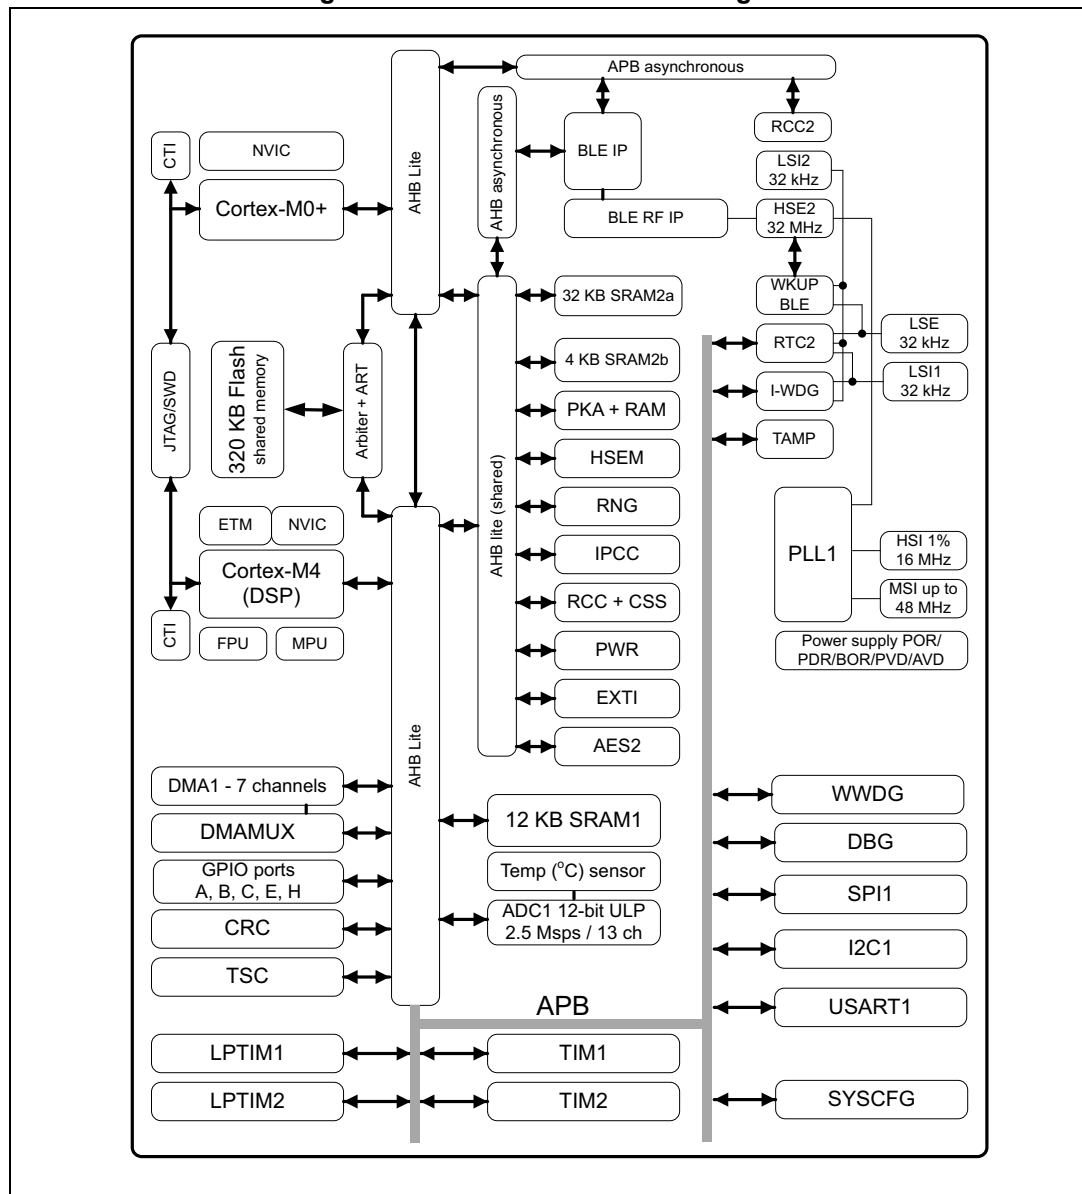 APB asynchronous
AHB Lite
AHB asynchronous
BLE IP
RCC2
CTI
NVIC
LSI2
32 kHz
Cortex-M0+
BLE RF IP
HSE2
32 MHz
32 KB SRAM2a
WKUP
BLE
JTAG/SWD
320 KB Flash
shared memory
Arbiter + ART
AHB lite (shared)
4 KB SRAM2b
RTC2
LSE
32 kHz
PKA + RAM
I-WDG
LSI1
32 kHz
HSEM
TAMP
RNG
ETM
NVIC
IPCC
PLL1
HSI 1%
16 MHz
Cortex-M4
(DSP)
RCC + CSS
MSI up to
48 MHz
CTI
FPU
MPU
PWR
Power supply POR/
PDR/BOR/PVD/AVD
EXTI
AHB Lite
AES2
DMA1 - 7 channels
WWDG
DMAMUX
12 KB SRAM1
DBG
GPIO ports
A, B, C, E, H
Temp (°C) sensor
SPI1
CRC
ADC1 12-bit ULP
2.5 Msps / 13 ch
I2C1
TSC
APB
USART1
LPTIM1
TIM1
LPTIM2
TIM2
SYSCFG